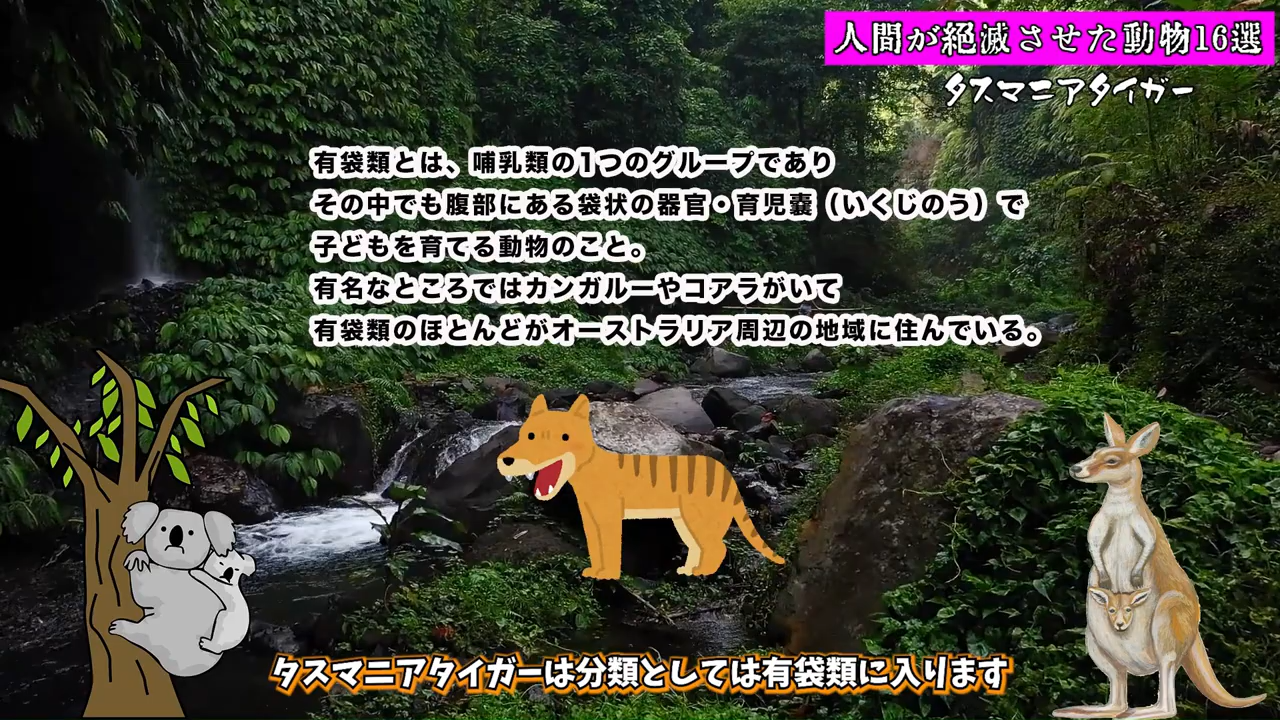 人間が絶滅させた動物16選
タスマニアタイガー
有袋類とは、哺乳類の1つのグループであり
その中でも腹部にある袋状の器官・育児嚢（いくじのう）で
子どもを育てる動物のこと。
有名なところではカンガルーやコアラがいて
有袋類のほとんどがオーストラリア周辺の地域に住んでいる。
タスマニアタイガーは分類としては有袋類に入ります